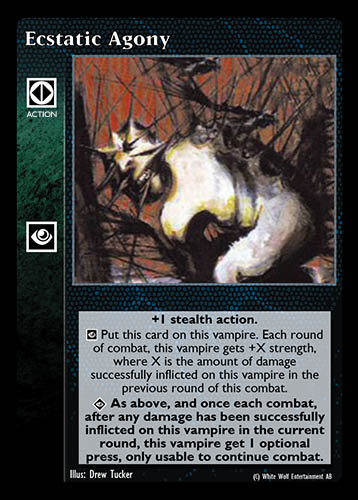 Ecstatic Agony
ACTION
+1 stealth action.
Put this card on this vampire. Each round
of combat, this vampire gets +X strength,
where X is the amount of damage
successfully inflicted on this vampire in the
previous round of this combat.
As above, and once each combat,
after any damage has been successfully
inflicted on this vampire in the current
round, this vampire get 1 optional
press, only usable to continue combat.
Illus: Drew Tucker
(C) White Wolf Entertainment AB